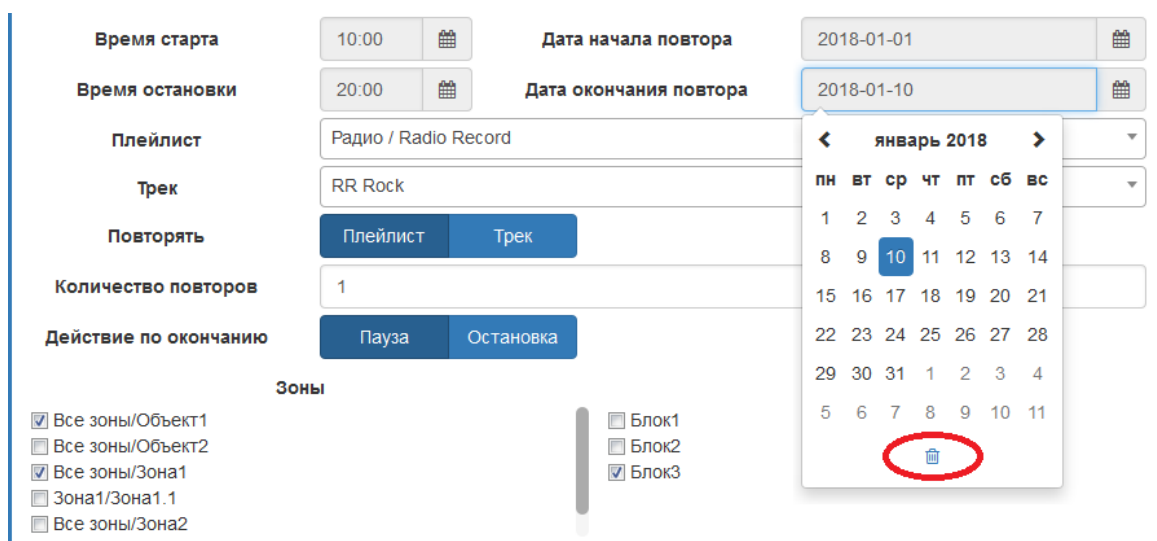 Время старта 10:00 Дата начала повтора 2018-01-01
Время остановки 20:00 Дата окончания повтора 2018-01-10
Плейлист Радио / Radio Record
Трек RR Rock
Повторять Плейлист Трек
Количество повторов 1
Действие по окончанию Пауза Остановка
январь 2018
пн вт ср чт пт сб вс
1 2 3 4 5 6 7
8 9 10 11 12 13 14
15 16 17 18 19 20 21
22 23 24 25 26 27 28
29 30 31 1 2 3 4
5 6 7 8 9 10 11
Зоны
Все зоны/Объект1
Все зоны/Объект2
Все зоны/Зона1
Зона1/Зона1.1
Все зоны/Зона2
Блок1
Блок2
Блок3